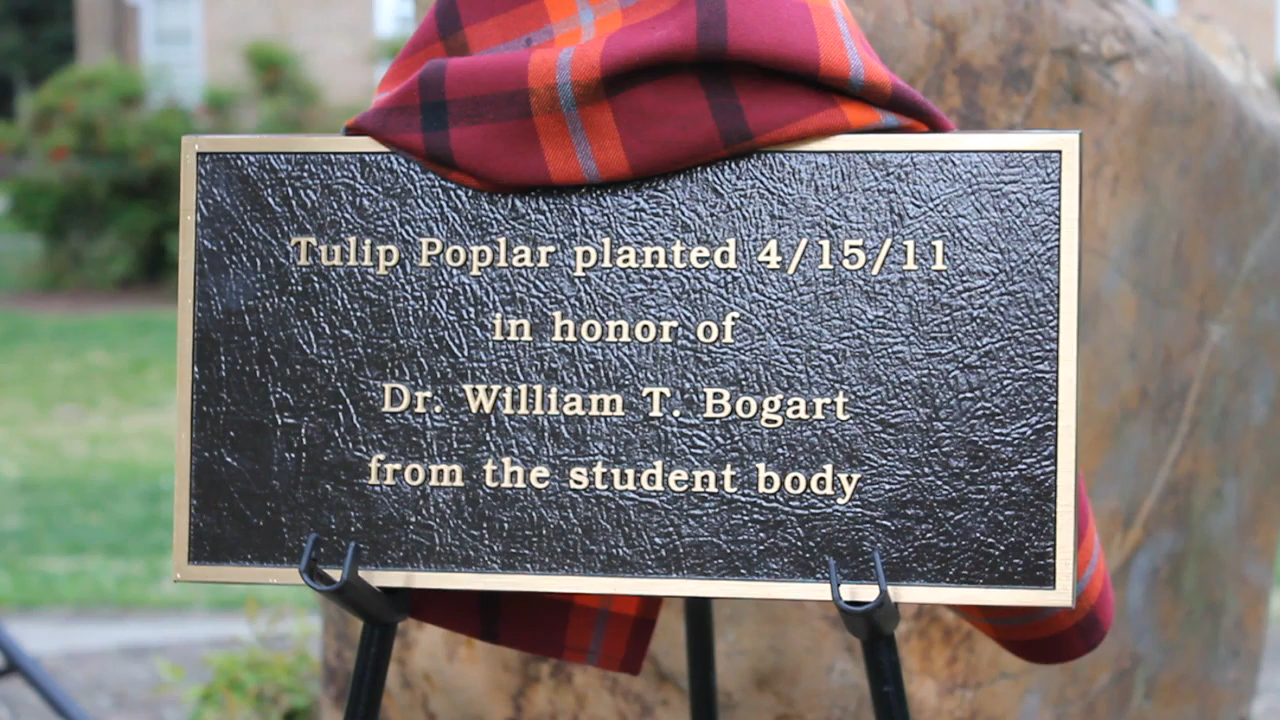 Tulip Poplar planted 4/15/11
in honor of
Dr. William T. Bogart
from the student body